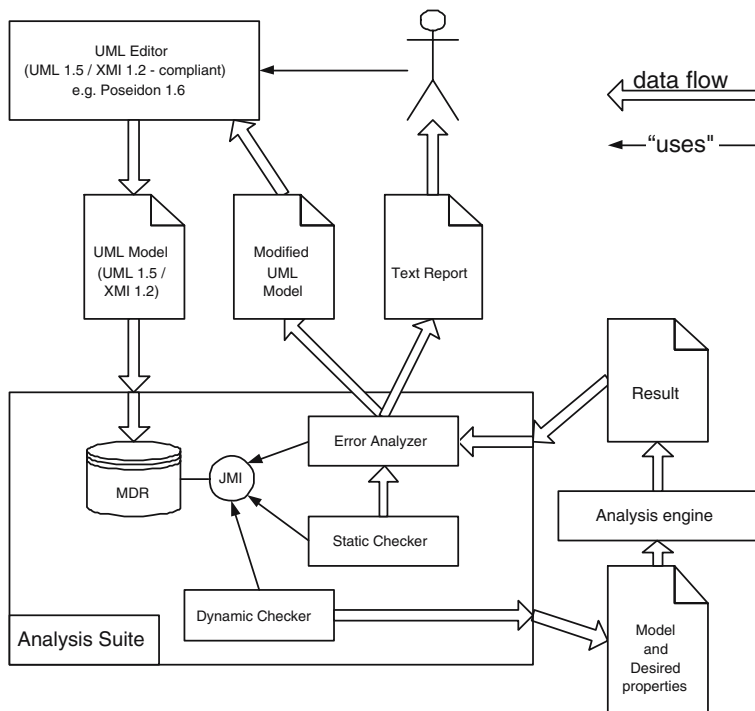 UML Editor
(UML 1.5 / XMI 1.2 - compliant)
e.g. Poseidon 1.6
data flow
“uses"
UML Model
(UML 1.5 /
XMI 1.2)
Modified
UML
Model
Text Report
Result
Error Analyzer
MDR
JMI
Static Checker
Analysis engine
Dynamic Checker
Analysis Suite
Model
and
Desired
properties